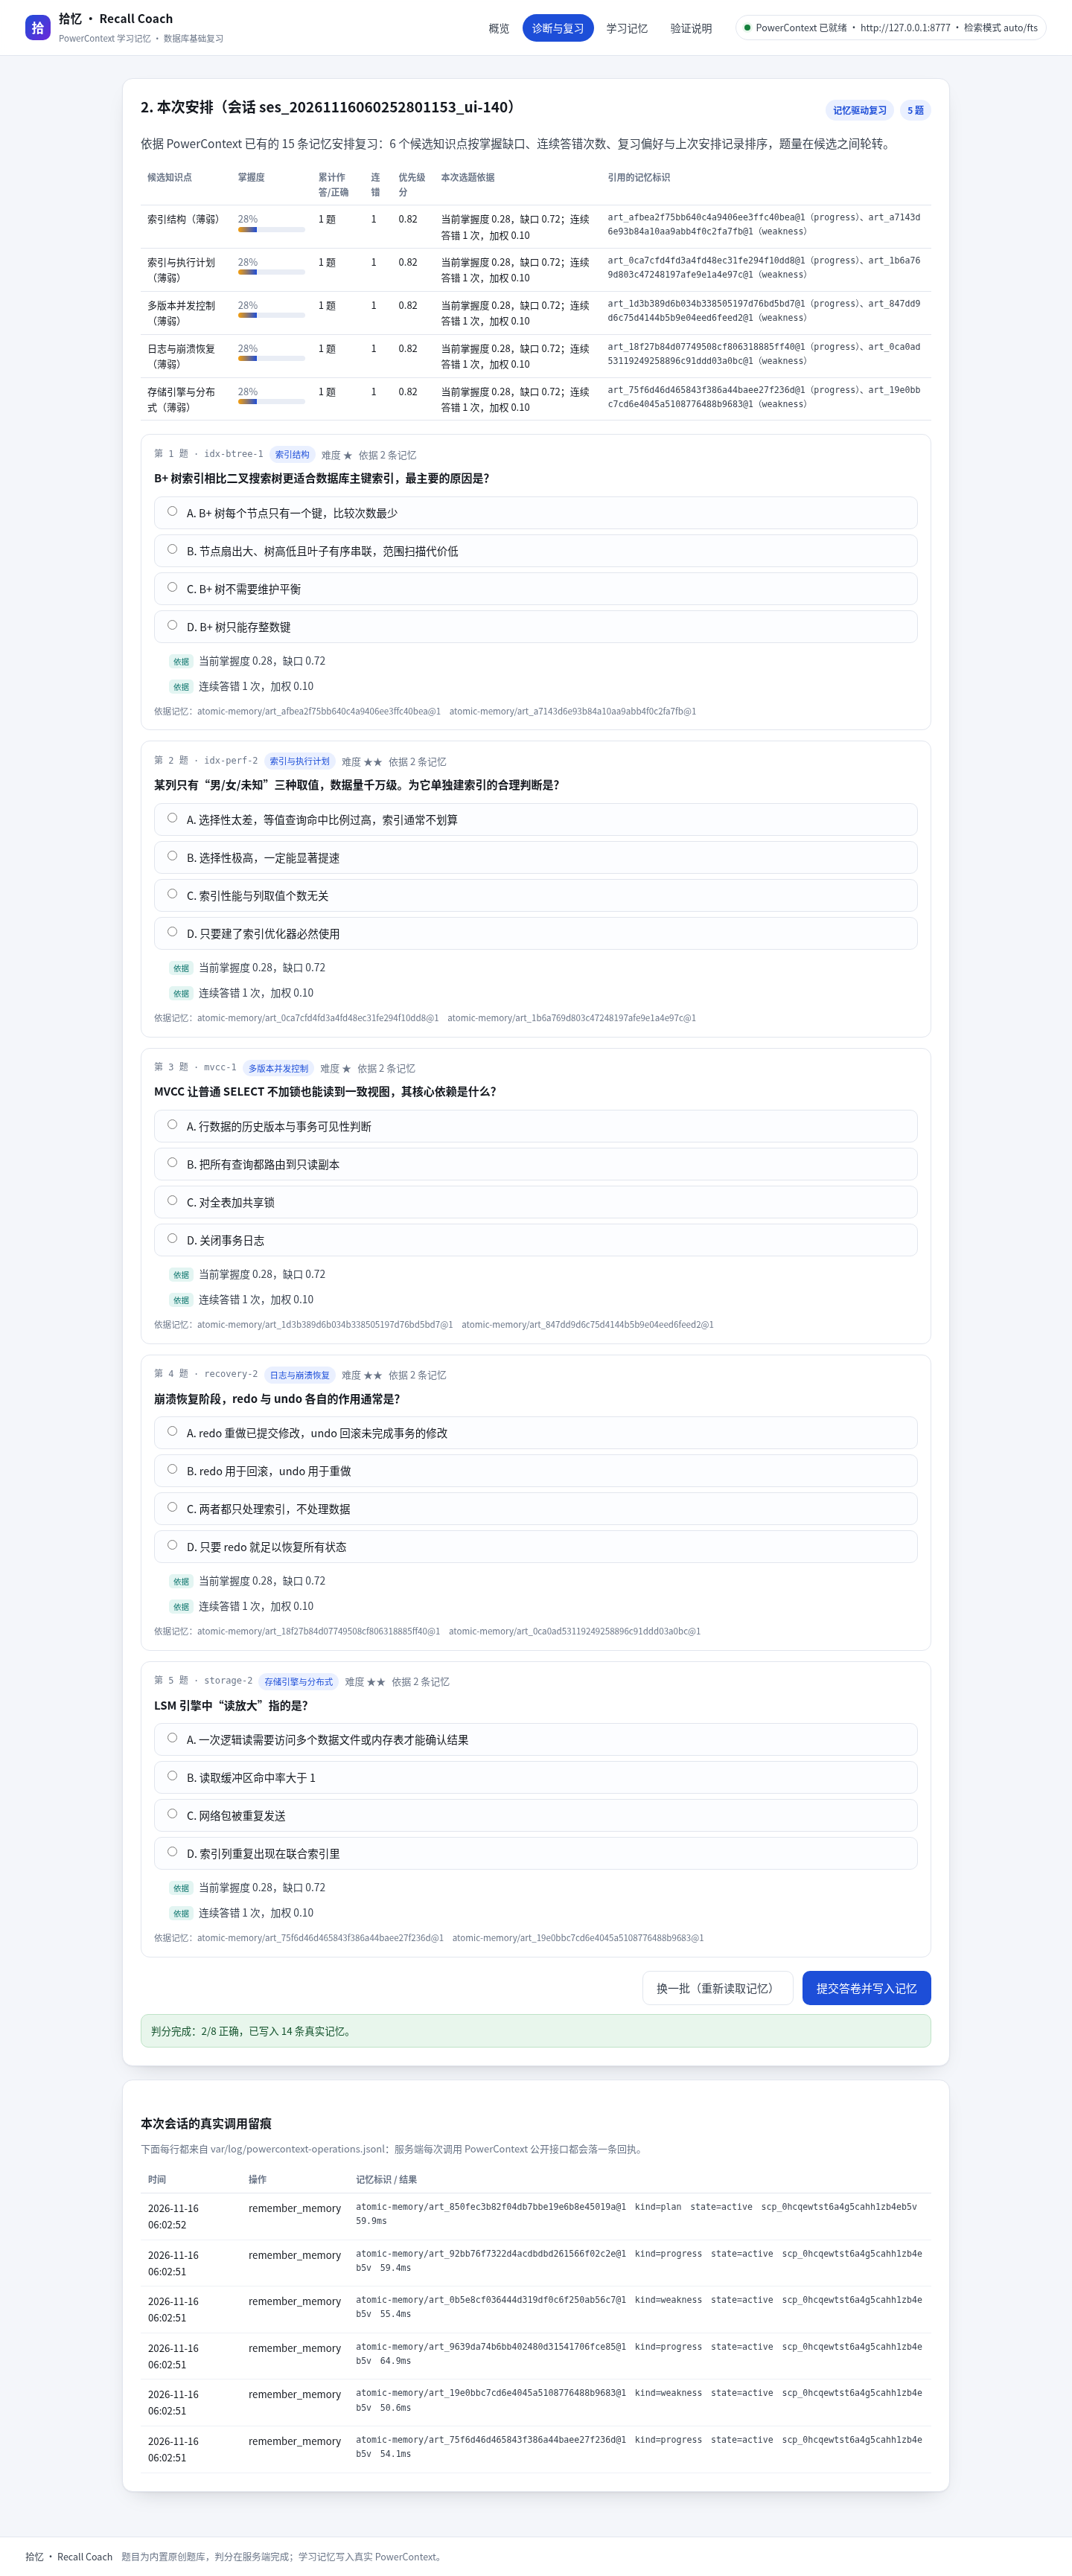 拾
拾忆 · Recall Coach
PowerContext 学习记忆 · 数据库基础复习
概览
诊断与复习
学习记忆
验证说明
PowerContext 已就绪 · http://127.0.0.1:8777 · 检索模式 auto/fts
2. 本次安排（会话 ses_20261116060252801153_ui-140）
记忆驱动复习
5 题
依据 PowerContext 已有的 15 条记忆安排复习：6 个候选知识点按掌握缺口、连续答错次数、复习偏好与上次安排记录排序，题量在候选之间轮转。
候选知识点 掌握度 累计作答/正确 连错 优先级分 本次选题依据 引用的记忆标识
索引结构（薄弱） 28% 1 题 1 0.82 当前掌握度 0.28，缺口 0.72；连续答错 1 次，加权 0.10 art_afbea2f75bb640c4a9406ee3ffc40bea@1（progress）、art_a7143d6e93b84a10aa9abb4f0c2fa7fb@1（weakness）
索引与执行计划（薄弱） 28% 1 题 1 0.82 当前掌握度 0.28，缺口 0.72；连续答错 1 次，加权 0.10 art_0ca7cfd4fd3a4fd48ec31fe294f10dd8@1（progress）、art_1b6a769d803c47248197afe9e1a4e97c@1（weakness）
多版本并发控制（薄弱） 28% 1 题 1 0.82 当前掌握度 0.28，缺口 0.72；连续答错 1 次，加权 0.10 art_1d3b389d6b034b338505197d76bd5bd7@1（progress）、art_847dd9d6c75d4144b5b9e04eed6feed2@1（weakness）
日志与崩溃恢复（薄弱） 28% 1 题 1 0.82 当前掌握度 0.28，缺口 0.72；连续答错 1 次，加权 0.10 art_18f27b84d07749508cf806318885ff40@1（progress）、art_0ca0ad53119249258896c91ddd03a0bc@1（weakness）
存储引擎与分布式（薄弱） 28% 1 题 1 0.82 当前掌握度 0.28，缺口 0.72；连续答错 1 次，加权 0.10 art_75f6d46d465843f386a44baee27f236d@1（progress）、art_19e0bbc7cd6e4045a5108776488b9683@1（weakness）
第 1 题 · idx-btree-1 索引结构 难度 ★ 依据 2 条记忆
B+ 树索引相比二叉搜索树更适合数据库主键索引，最主要的原因是？
A. B+ 树每个节点只有一个键，比较次数最少
B. 节点扇出大、树高低且叶子有序串联，范围扫描代价低
C. B+ 树不需要维护平衡
D. B+ 树只能存整数键
依据 当前掌握度 0.28，缺口 0.72
依据 连续答错 1 次，加权 0.10
依据记忆：atomic-memory/art_afbea2f75bb640c4a9406ee3ffc40bea@1 atomic-memory/art_a7143d6e93b84a10aa9abb4f0c2fa7fb@1
第 2 题 · idx-perf-2 索引与执行计划 难度 ★★ 依据 2 条记忆
某列只有“男/女/未知”三种取值，数据量千万级。为它单独建索引的合理判断是？
A. 选择性太差，等值查询命中比例过高，索引通常不划算
B. 选择性极高，一定能显著提速
C. 索引性能与列取值个数无关
D. 只要建了索引优化器必然使用
依据 当前掌握度 0.28，缺口 0.72
依据 连续答错 1 次，加权 0.10
依据记忆：atomic-memory/art_0ca7cfd4fd3a4fd48ec31fe294f10dd8@1 atomic-memory/art_1b6a769d803c47248197afe9e1a4e97c@1
第 3 题 · mvcc-1 多版本并发控制 难度 ★ 依据 2 条记忆
MVCC 让普通 SELECT 不加锁也能读到一致视图，其核心依赖是什么？
A. 行数据的历史版本与事务可见性判断
B. 把所有查询都路由到只读副本
C. 对全表加共享锁
D. 关闭事务日志
依据 当前掌握度 0.28，缺口 0.72
依据 连续答错 1 次，加权 0.10
依据记忆：atomic-memory/art_1d3b389d6b034b338505197d76bd5bd7@1 atomic-memory/art_847dd9d6c75d4144b5b9e04eed6feed2@1
第 4 题 · recovery-2 日志与崩溃恢复 难度 ★★ 依据 2 条记忆
崩溃恢复阶段，redo 与 undo 各自的作用通常是？
A. redo 重做已提交修改，undo 回滚未完成事务的修改
B. redo 用于回滚，undo 用于重做
C. 两者都只处理索引，不处理数据
D. 只要 redo 就足以恢复所有状态
依据 当前掌握度 0.28，缺口 0.72
依据 连续答错 1 次，加权 0.10
依据记忆：atomic-memory/art_18f27b84d07749508cf806318885ff40@1 atomic-memory/art_0ca0ad53119249258896c91ddd03a0bc@1
第 5 题 · storage-2 存储引擎与分布式 难度 ★★ 依据 2 条记忆
LSM 引擎中“读放大”指的是？
A. 一次逻辑读需要访问多个数据文件或内存表才能确认结果
B. 读取缓冲区命中率大于 1
C. 网络包被重复发送
D. 索引列重复出现在联合索引里
依据 当前掌握度 0.28，缺口 0.72
依据 连续答错 1 次，加权 0.10
依据记忆：atomic-memory/art_75f6d46d465843f386a44baee27f236d@1 atomic-memory/art_19e0bbc7cd6e4045a5108776488b9683@1
换一批（重新读取记忆）
提交答卷并写入记忆
判分完成：2/8 正确，已写入 14 条真实记忆。
本次会话的真实调用留痕
下面每行都来自 var/log/powercontext-operations.jsonl：服务端每次调用 PowerContext 公开接口都会落一条回执。
时间 操作 记忆标识 / 结果
2026-11-16 06:02:52 remember_memory atomic-memory/art_850fec3b82f04db7bbe19e6b8e45019a@1 kind=plan state=active scp_0hcqewtst6a4g5cahh1zb4eb5v 59.9ms
2026-11-16 06:02:51 remember_memory atomic-memory/art_92bb76f7322d4acdbdbd261566f02c2e@1 kind=progress state=active scp_0hcqewtst6a4g5cahh1zb4eb5v 59.4ms
2026-11-16 06:02:51 remember_memory atomic-memory/art_0b5e8cf036444d319df0c6f250ab56c7@1 kind=weakness state=active scp_0hcqewtst6a4g5cahh1zb4eb5v 55.4ms
2026-11-16 06:02:51 remember_memory atomic-memory/art_9639da74b6bb402480d31541706fce85@1 kind=progress state=active scp_0hcqewtst6a4g5cahh1zb4eb5v 64.9ms
2026-11-16 06:02:51 remember_memory atomic-memory/art_19e0bbc7cd6e4045a5108776488b9683@1 kind=weakness state=active scp_0hcqewtst6a4g5cahh1zb4eb5v 50.6ms
2026-11-16 06:02:51 remember_memory atomic-memory/art_75f6d46d465843f386a44baee27f236d@1 kind=progress state=active scp_0hcqewtst6a4g5cahh1zb4eb5v 54.1ms
拾忆 · Recall Coach 题目为内置原创题库，判分在服务端完成；学习记忆写入真实 PowerContext。